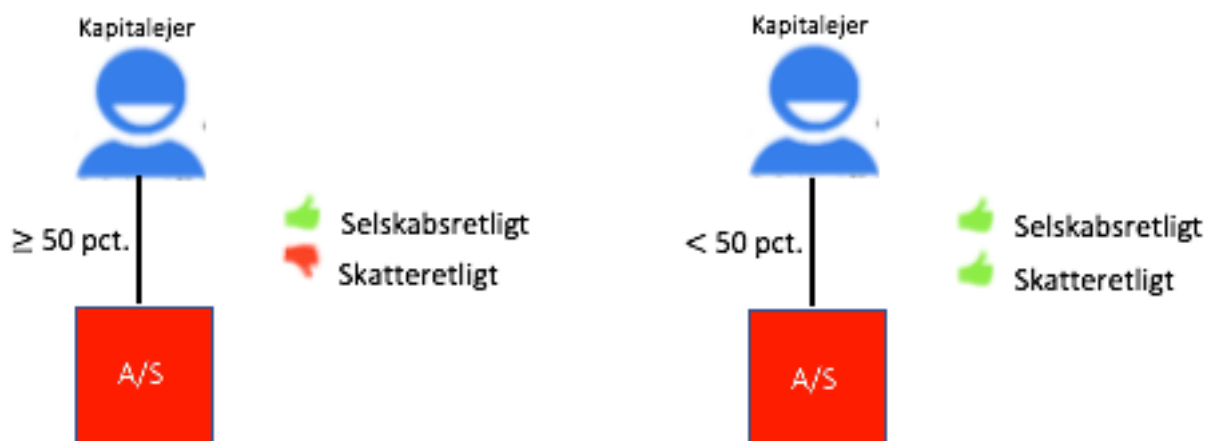 Kapitalejer
≥ 50 pct.
Selskabsretligt
Skatteretligt
A/S
Kapitalejer
< 50 pct.
Selskabsretligt
Skatteretligt
A/S